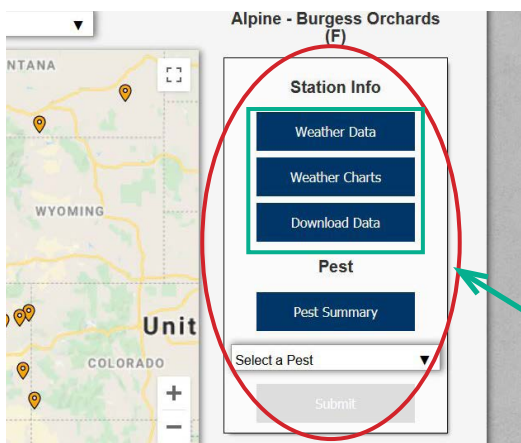 Alpine - Burgess Orchards
(F)
NTANA
WYOMING
Unit
COLORADO
+
−
Station Info
Weather Data
Weather Charts
Download Data
Pest
Pest Summary
Select a Pest
Submit